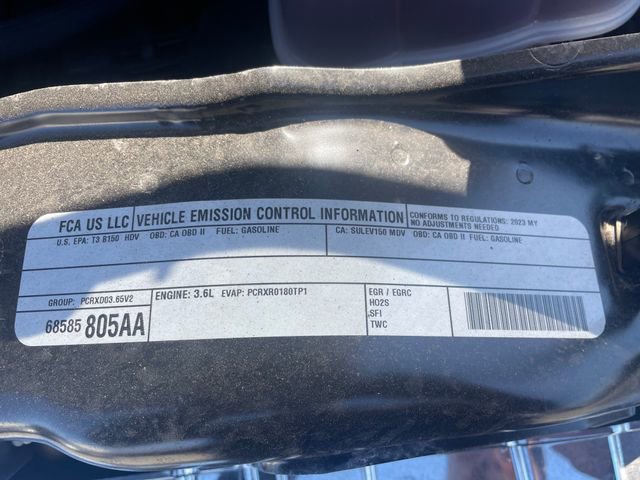 FCA US LLC VEHICLE EMISSION CONTROL INFORMATION CONFORMS TO REGULATIONS: 2023 MY
NO ADJUSTMENTS NEEDED
U.S. EPA: T3 B150 HDV OBD: CA OBD II FUEL: GASOLINE CA: SULEV150 MDV OBD: CA OBD II FUEL: GASOLINE
GROUP: PCRXD03.65V2 ENGINE: 3.6L EVAP: PCRXR0180TP1 EGR / EGRC
HO2S
68585 805AA SFI
TWC